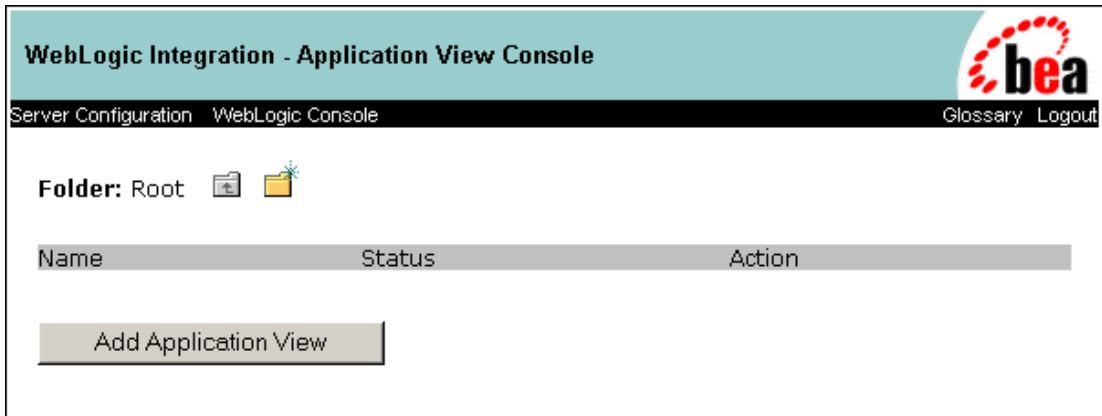 WebLogic Integration - Application View Console
bea
Server Configuration WebLogic Console Glossary Logout
Folder: Root
Name Status Action
Add Application View